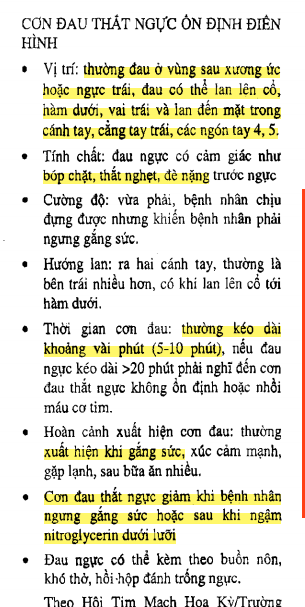 CƠN ĐAU THẮT NGỰC ỔN ĐỊNH ĐIỂN
HÌNH
• Vị trí: thường đau ở vùng sau xương ức
hoặc ngực trái, đau có thể lan lên cổ,
hàm dưới, vai trái và lan đến mặt trong
cánh tay, cẳng tay trái, các ngón tay 4, 5.
• Tính chất: đau ngực có cảm giác như
bóp chặt, thắt nghẹt, đè nặng trước ngực
• Cường độ: vừa phải, bệnh nhân chịu
đựng được nhưng khiến bệnh nhân phải
ngưng gắng sức.
• Hướng lan: ra hai cánh tay, thường là
bên trái nhiều hơn, có khi lan lên cổ tới
hàm dưới.
• Thời gian cơn đau: thường kéo dài
khoảng vài phút (5-10 phút), nếu đau
ngực kéo dài >20 phút phải nghĩ đến cơn
đau thắt ngực không ổn định hoặc nhồi
máu cơ tim.
• Hoàn cảnh xuất hiện cơn đau: thường
xuất hiện khi gắng sức, xúc cảm mạnh,
gặp lạnh, sau bữa ăn nhiều.
• Cơn đau thắt ngực giảm khi bệnh nhân
ngưng gắng sức hoặc sau khi ngậm
nitroglycerin dưới lưỡi
• Đau ngực có thể kèm theo buồn nôn,
khó thở, hồi hộp đánh trống ngực.
Theo Hội Tim Mạch Hoa Kỳ/Trường